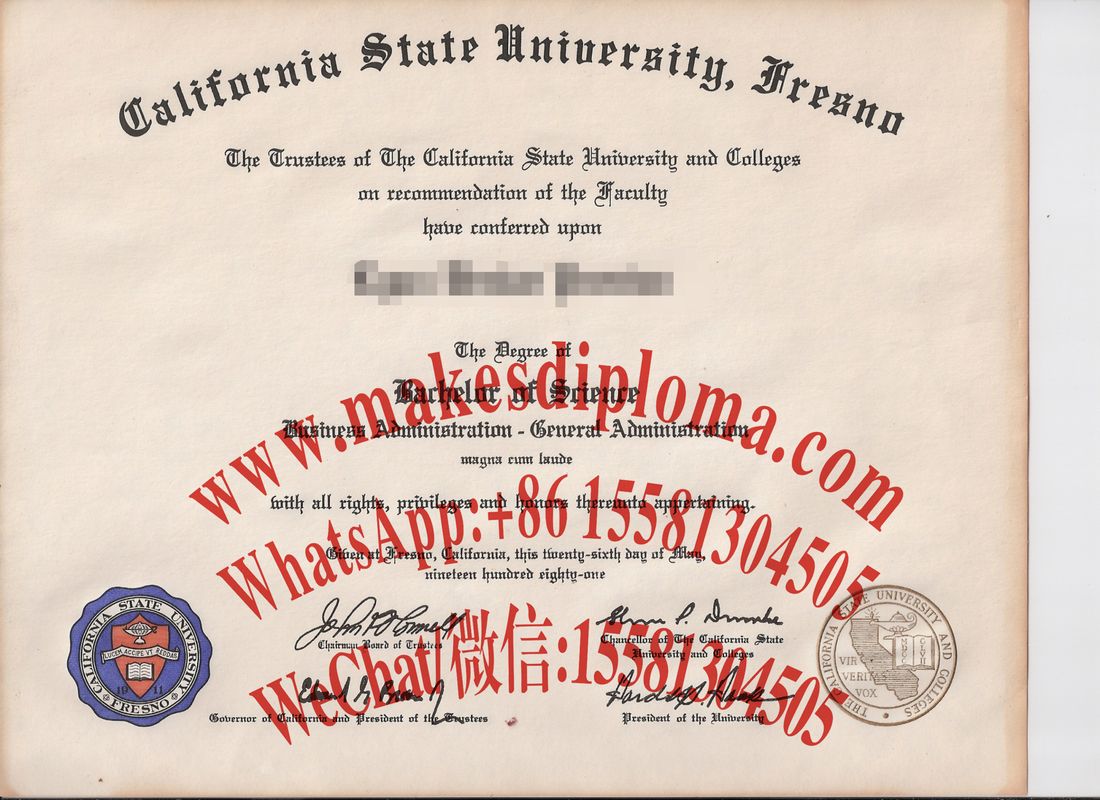 California State University, Fresno
The Trustees of The California State University and Colleges
on recommendation of the Faculty
have conferred upon
The Degree of
Bachelor of Science
Business Administration - General Administration
magna cum laude
with all rights, privileges and honors thereunto appertaining.
Given at Fresno, California, this twenty-sixth day of May,
nineteen hundred eighty-one
www.makesdiploma.com
WhatsApp:+86 15581304505
WeChat/微信:15581304505
Chairman Board of Trustees
Chancellor of The California State
University and Colleges
Governor of California and President of the Trustees
President of the University
CALIFORNIA STATE UNIVERSITY
LUCEM ACCIPE VT REDDAS
1911
FRESNO
THE CALIFORNIA STATE UNIVERSITY AND COLLEGES
VIR
VERITAS
VOX